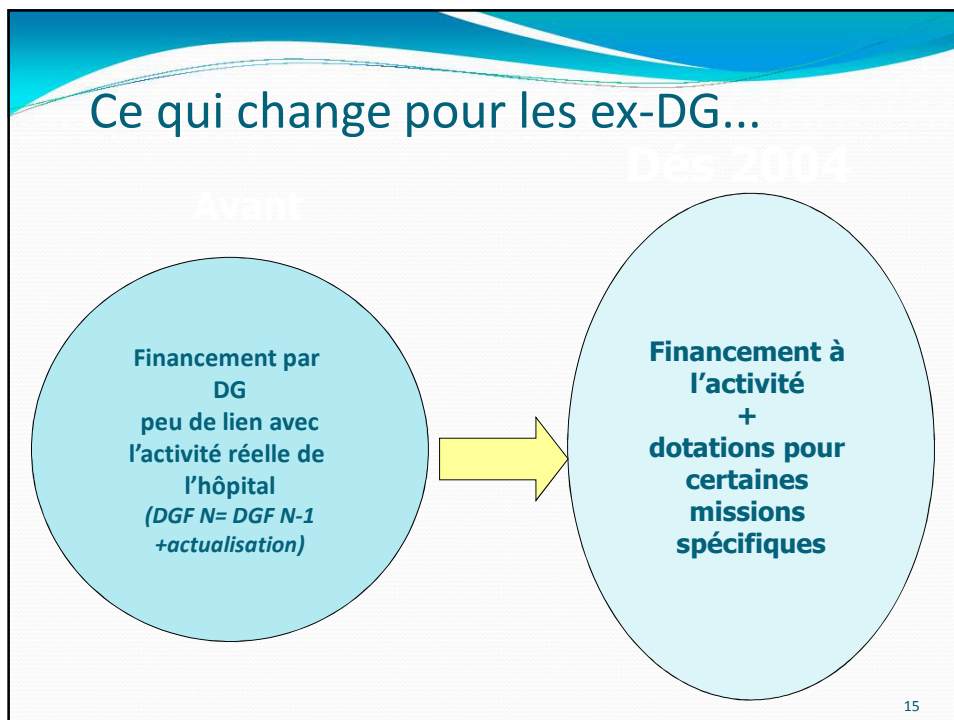 Ce qui change pour les ex-DG...
Avant
Dés 2004
Financement par
DG
peu de lien avec
l’activité réelle de
l’hôpital
(DGF N= DGF N-1
+actualisation)
Financement à
l’activité
+
dotations pour
certaines
missions
spécifiques
15